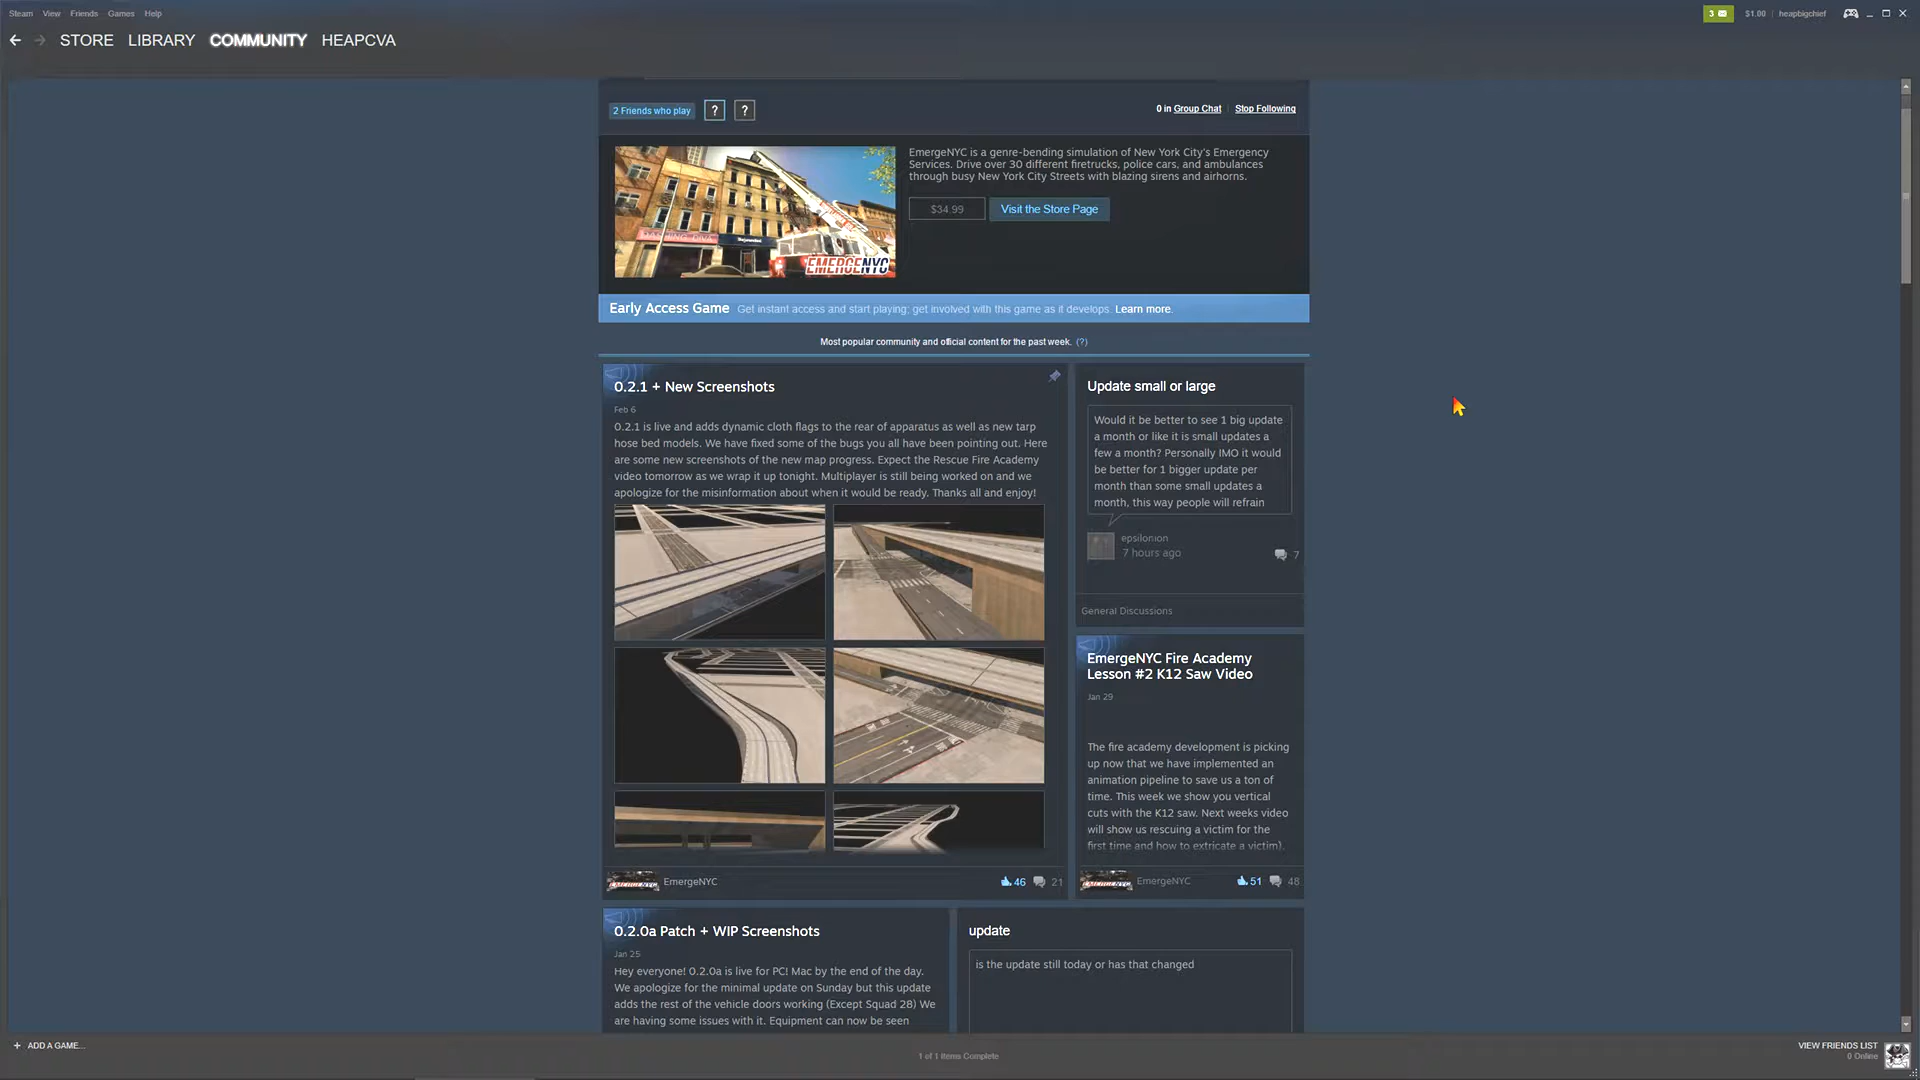 Steam View Friends Games Help
3 $1.00 heapbigchief
STORE LIBRARY COMMUNITY HEAPCVA
2 Friends who play ? ?
0 in Group Chat Stop Following
EmergeNYC is a genre-bending simulation of New York City's Emergency
Services. Drive over 30 different firetrucks, police cars, and ambulances
through busy New York City Streets with blazing sirens and airhorns.
$34.99 Visit the Store Page
EMERGENYC
Early Access Game Get instant access and start playing; get involved with this game as it develops. Learn more.
Most popular community and official content for the past week. (?)
0.2.1 + New Screenshots
Feb 6
0.2.1 is live and adds dynamic cloth flags to the rear of apparatus as well as new tarp
hose bed models. We have fixed some of the bugs you all have been pointing out. Here
are some new screenshots of the new map progress. Expect the Rescue Fire Academy
video tomorrow as we wrap it up tonight. Multiplayer is still being worked on and we
apologize for the misinformation about when it would be ready. Thanks all and enjoy!
EmergeNYC 46 21
Update small or large
Would it be better to see 1 big update
a month or like it is small updates a
few a month? Personally IMO it would
be better for 1 bigger update per
month than some small updates a
month, this way people will refrain
epsilonion
7 hours ago 7
General Discussions
EmergeNYC Fire Academy
Lesson #2 K12 Saw Video
Jan 29
The fire academy development is picking
up now that we have implemented an
animation pipeline to save us a ton of
time. This week we show you vertical
cuts with the K12 saw. Next weeks video
will show us rescuing a victim for the
first time and how to extricate a victim).
EmergeNYC 51 48
0.2.0a Patch + WIP Screenshots
Jan 25
Hey everyone! 0.2.0a is live for PC! Mac by the end of the day.
We apologize for the minimal update on Sunday but this update
adds the rest of the vehicle doors working (Except Squad 28) We
are having some issues with it. Equipment can now be seen
update
is the update still today or has that changed
+ ADD A GAME...
1 of 1 Items Complete
VIEW FRIENDS LIST
0 Online